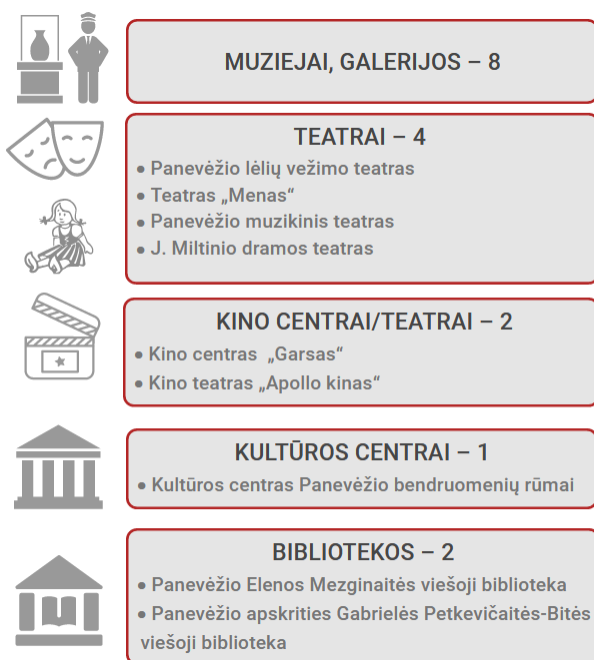 MUZIEJAI, GALERIJOS – 8
TEATRAI – 4
• Panevėžio lėlių vežimo teatras
• Teatras „Menas“
• Panevėžio muzikinis teatras
• J. Miltinio dramos teatras
KINO CENTRAI/TEATRAI – 2
• Kino centras „Garsas“
• Kino teatras „Apollo kinas“
KULTŪROS CENTRAI – 1
• Kultūros centras Panevėžio bendruomenių rūmai
BIBLIOTEKOS – 2
• Panevėžio Elenos Mezginaitės viešoji biblioteka
• Panevėžio apskrities Gabrielės Petkevičaitės-Bitės
viešoji biblioteka